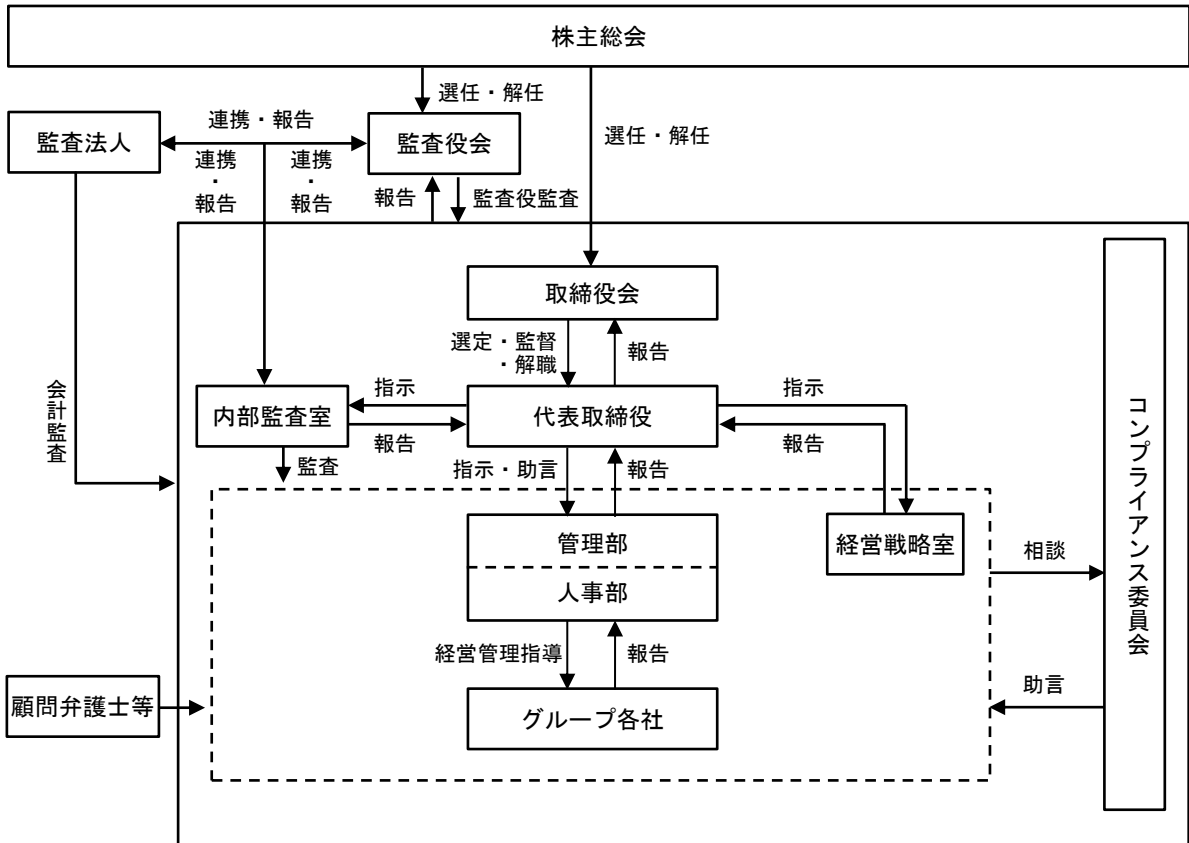 株主総会
選任・解任
選任・解任
監査法人
連携・報告
監査役会
連携
・
報告
連携
・
報告
報告
監査役監査
取締役会
選定・監督
・解職
報告
会計監査
内部監査室
指示
報告
代表取締役
指示
報告
監査
指示・助言
報告
管理部
人事部
経営戦略室
相談
コンプライアンス委員会
経営管理指導
報告
顧問弁護士等
グループ各社
助言